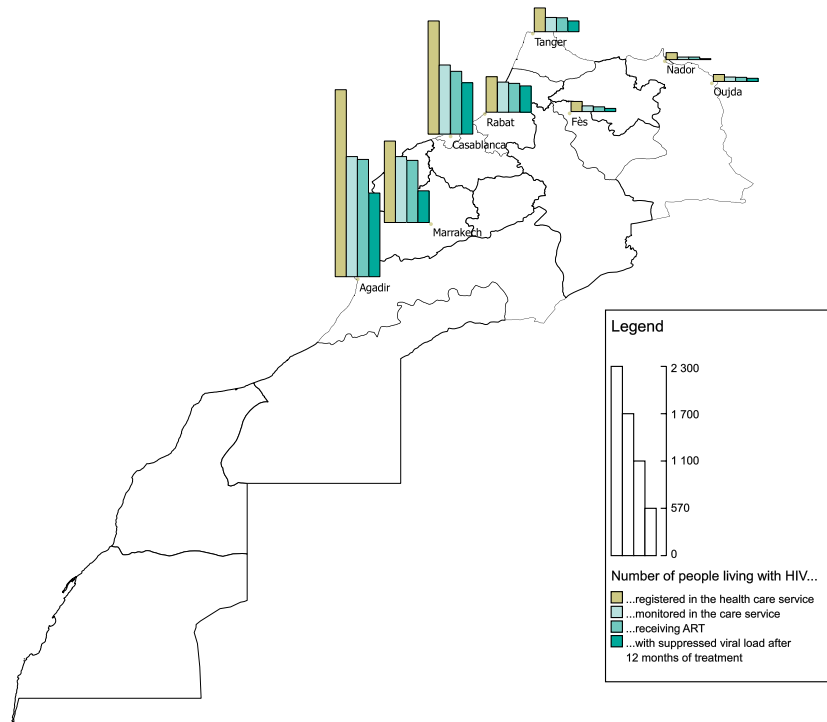 Tanger
Nador
Oujda
Rabat
Fès
Casablanca
Marrakech
Agadir
Legend
2 300
1 700
1 100
570
0
Number of people living with HIV...
...registered in the health care service
...monitored in the care service
...receiving ART
...with suppressed viral load after
12 months of treatment